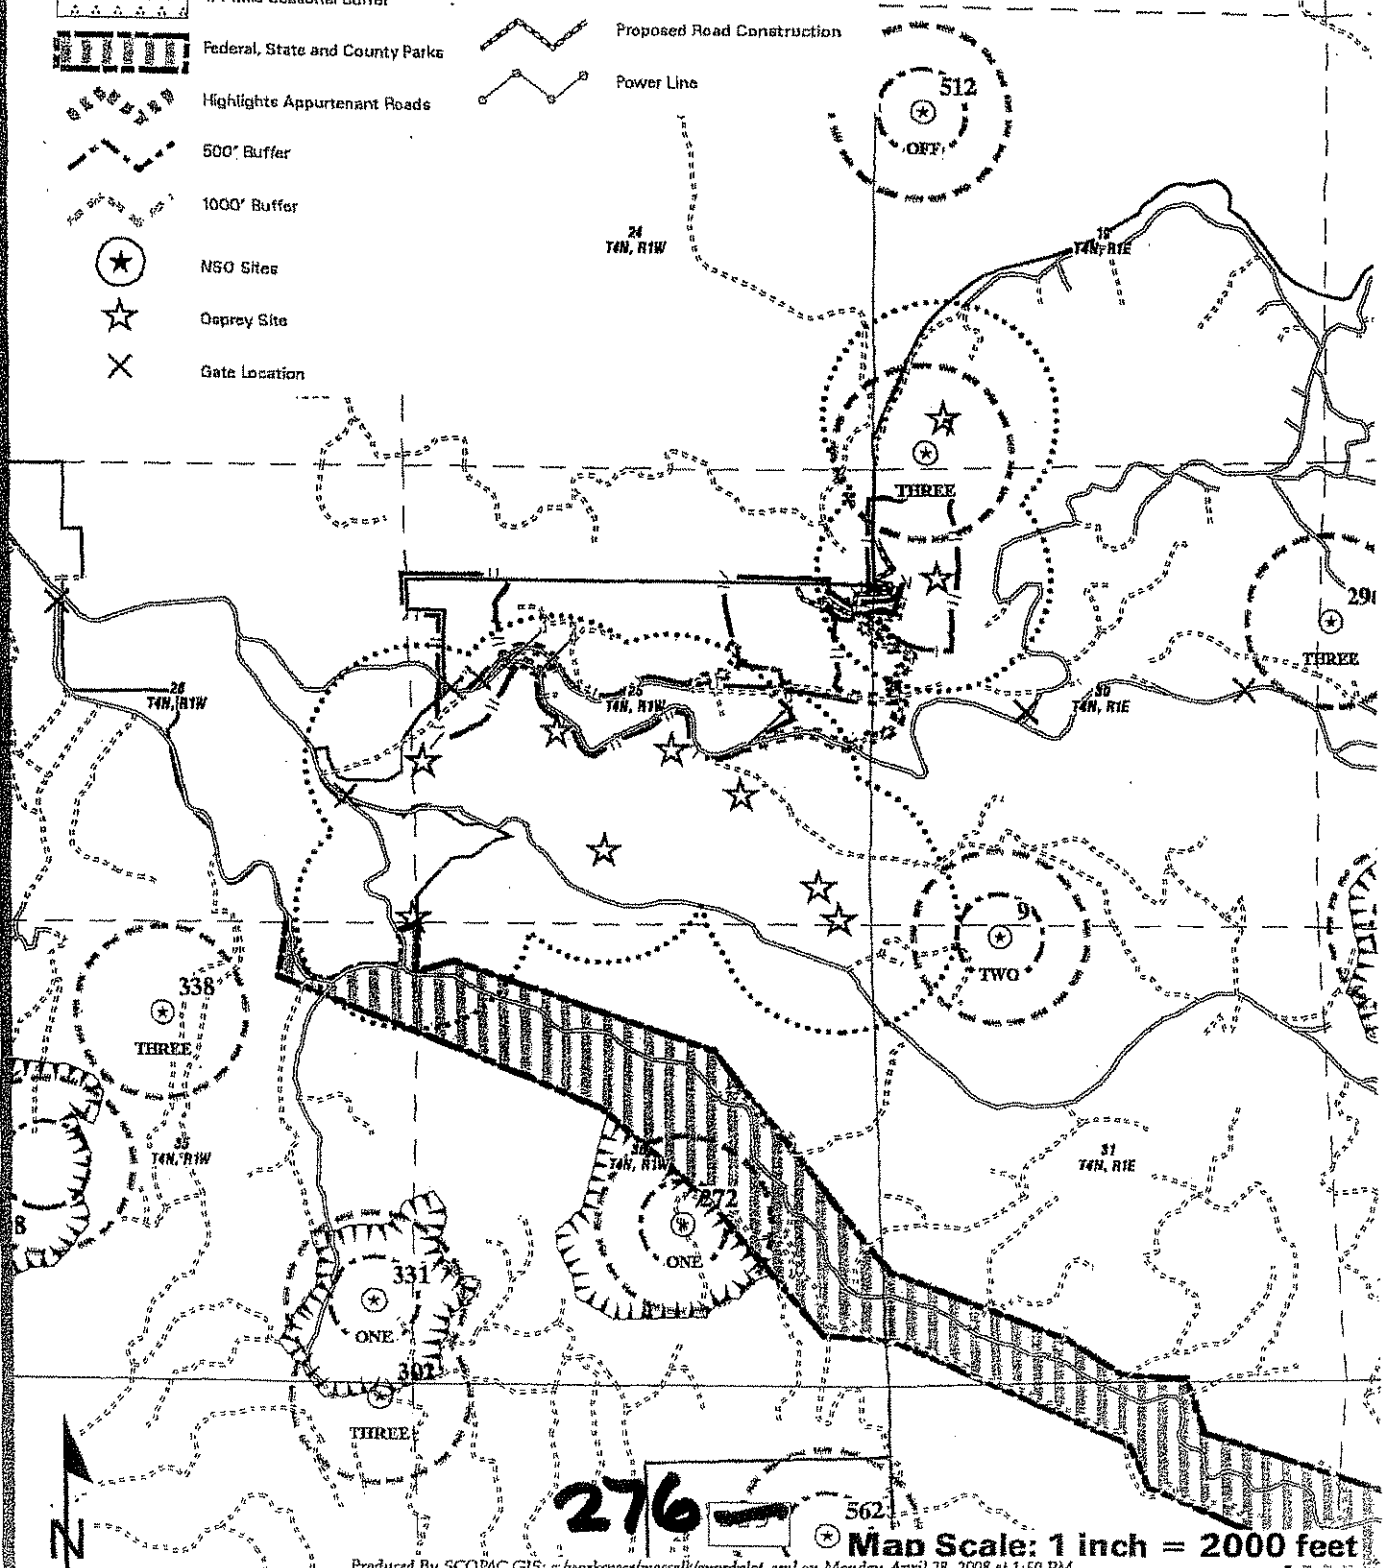 Federal, State and County Parks
Highlights Appurtenant Roads
500' Buffer
1000' Buffer
NSO Sites
Osprey Site
Gate Location
Proposed Road Construction
Power Line
512
OFF
24
T4N, R1W
19
T4N, R1E
THREE
THREE
26
T4N, R1W
25
T4N, R1W
30
T4N, R1E
9
TWO
338
THREE
T4N, R1W
36
T4N, R1W
31
T4N, R1E
ONE
331
ONE
302
THREE
8
276
562
Map Scale: 1 inch = 2000 feet
N